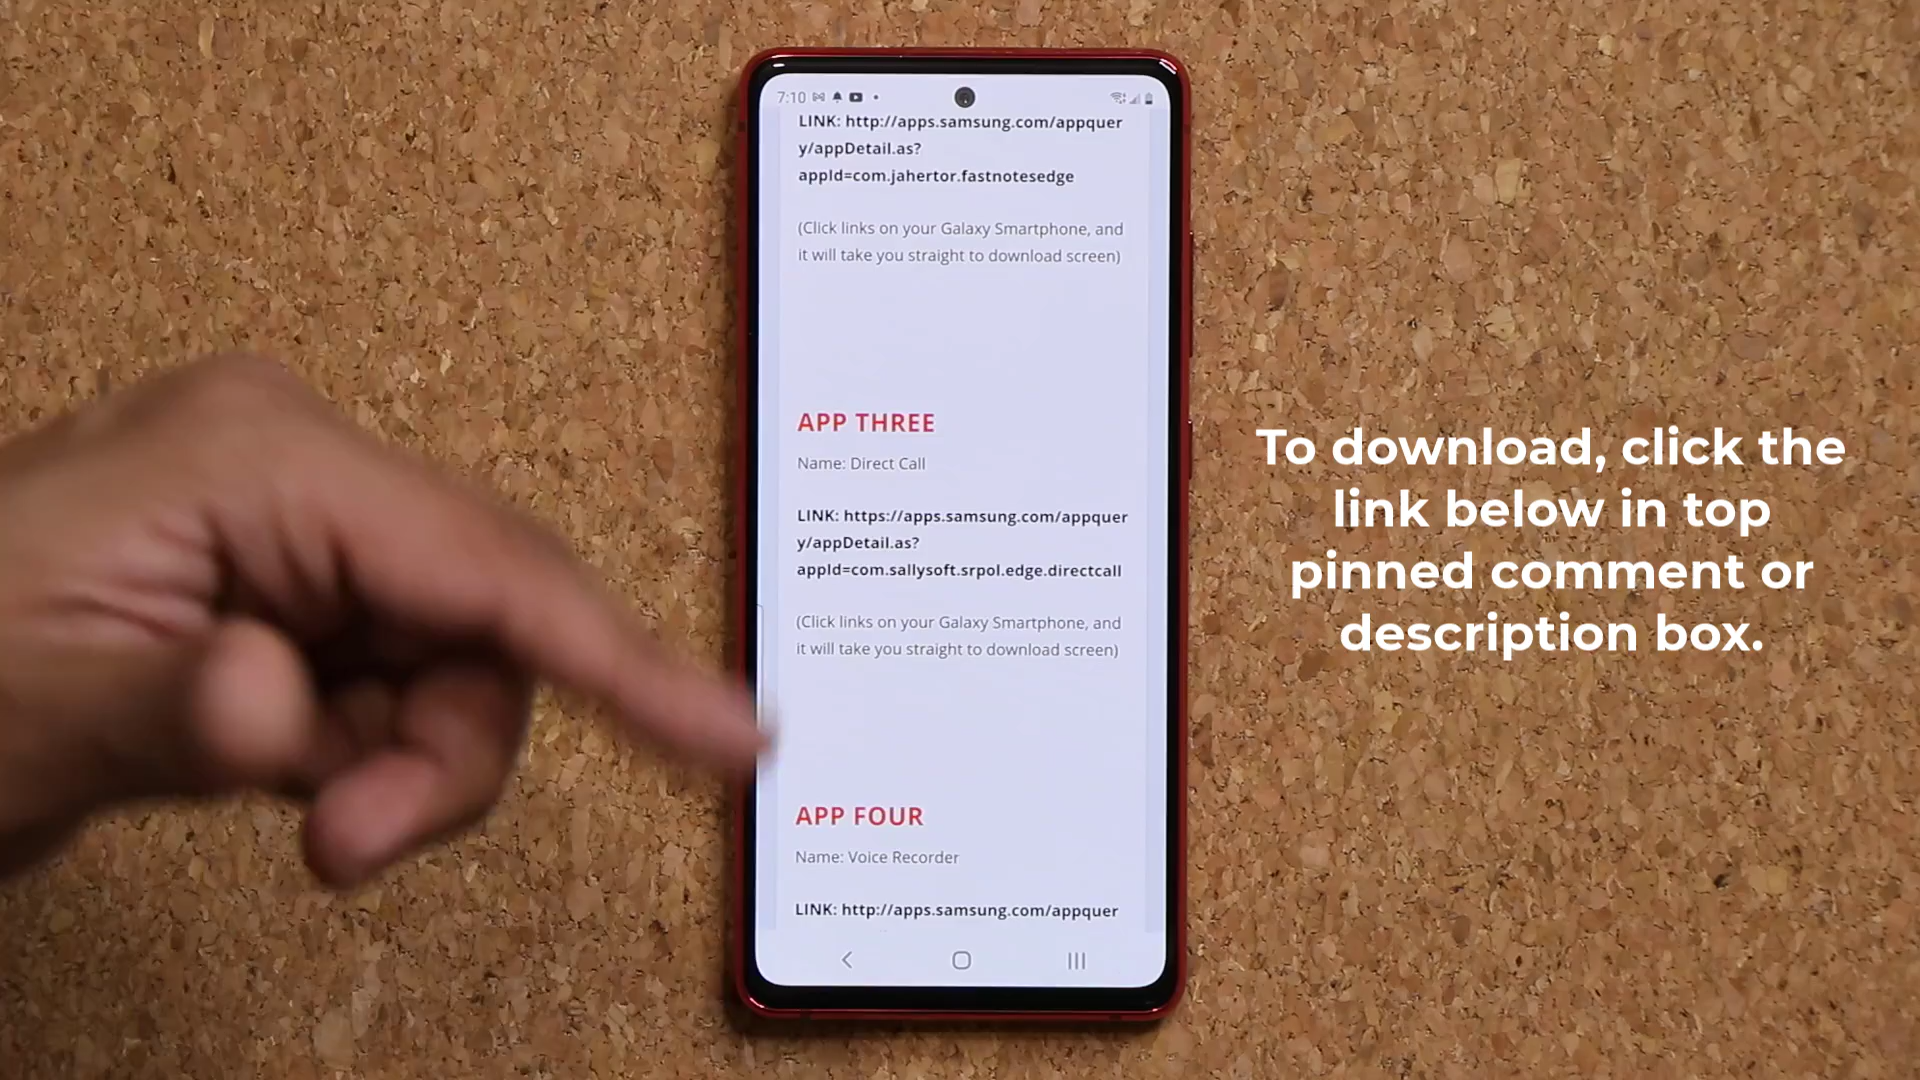 7:10
LINK: http://apps.samsung.com/appquer
y/appDetail.as?
appId=com.jahertor.fastnotesedge
(Click links on your Galaxy Smartphone, and
it will take you straight to download screen)
APP THREE
Name: Direct Call
LINK: https://apps.samsung.com/appquer
y/appDetail.as?
appId=com.sallysoft.srpol.edge.directcall
(Click links on your Galaxy Smartphone, and
it will take you straight to download screen)
APP FOUR
Name: Voice Recorder
LINK: http://apps.samsung.com/appquer
To download, click the
link below in top
pinned comment or
description box.